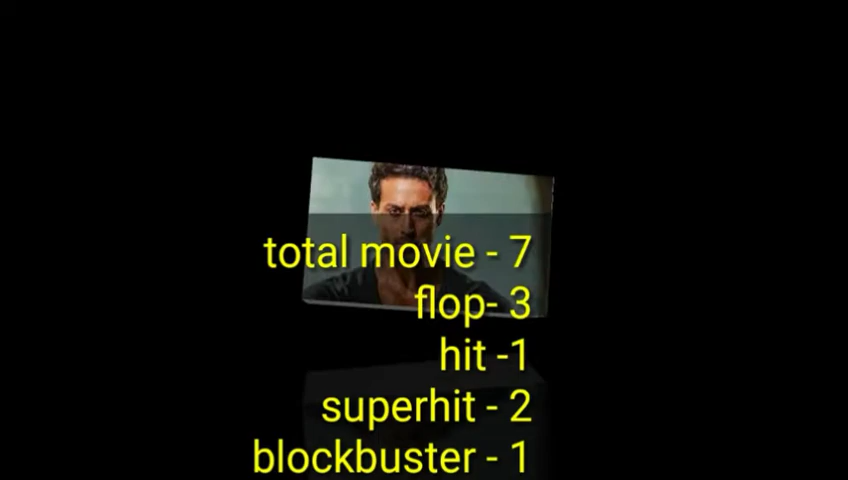 total movie - 7
flop- 3
hit -1
superhit - 2
blockbuster - 1